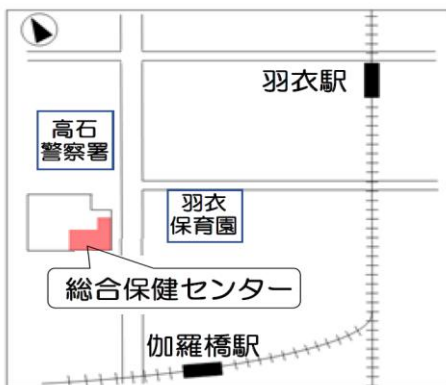 羽衣駅
高石
警察署
羽衣
保育園
総合保健センター
伽羅橋駅